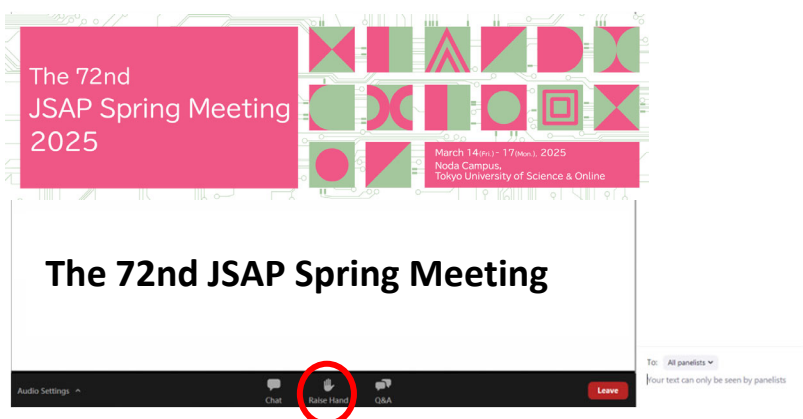 The 72nd
JSAP Spring Meeting
2025
March 14(Fri.)- 17(Mon.), 2025
Noda Campus,
Tokyo University of Science & Online
The 72nd JSAP Spring Meeting
To: All panelists
Your text can only be seen by panelists
Audio Settings
Chat
Raise Hand
Q&A
Leave